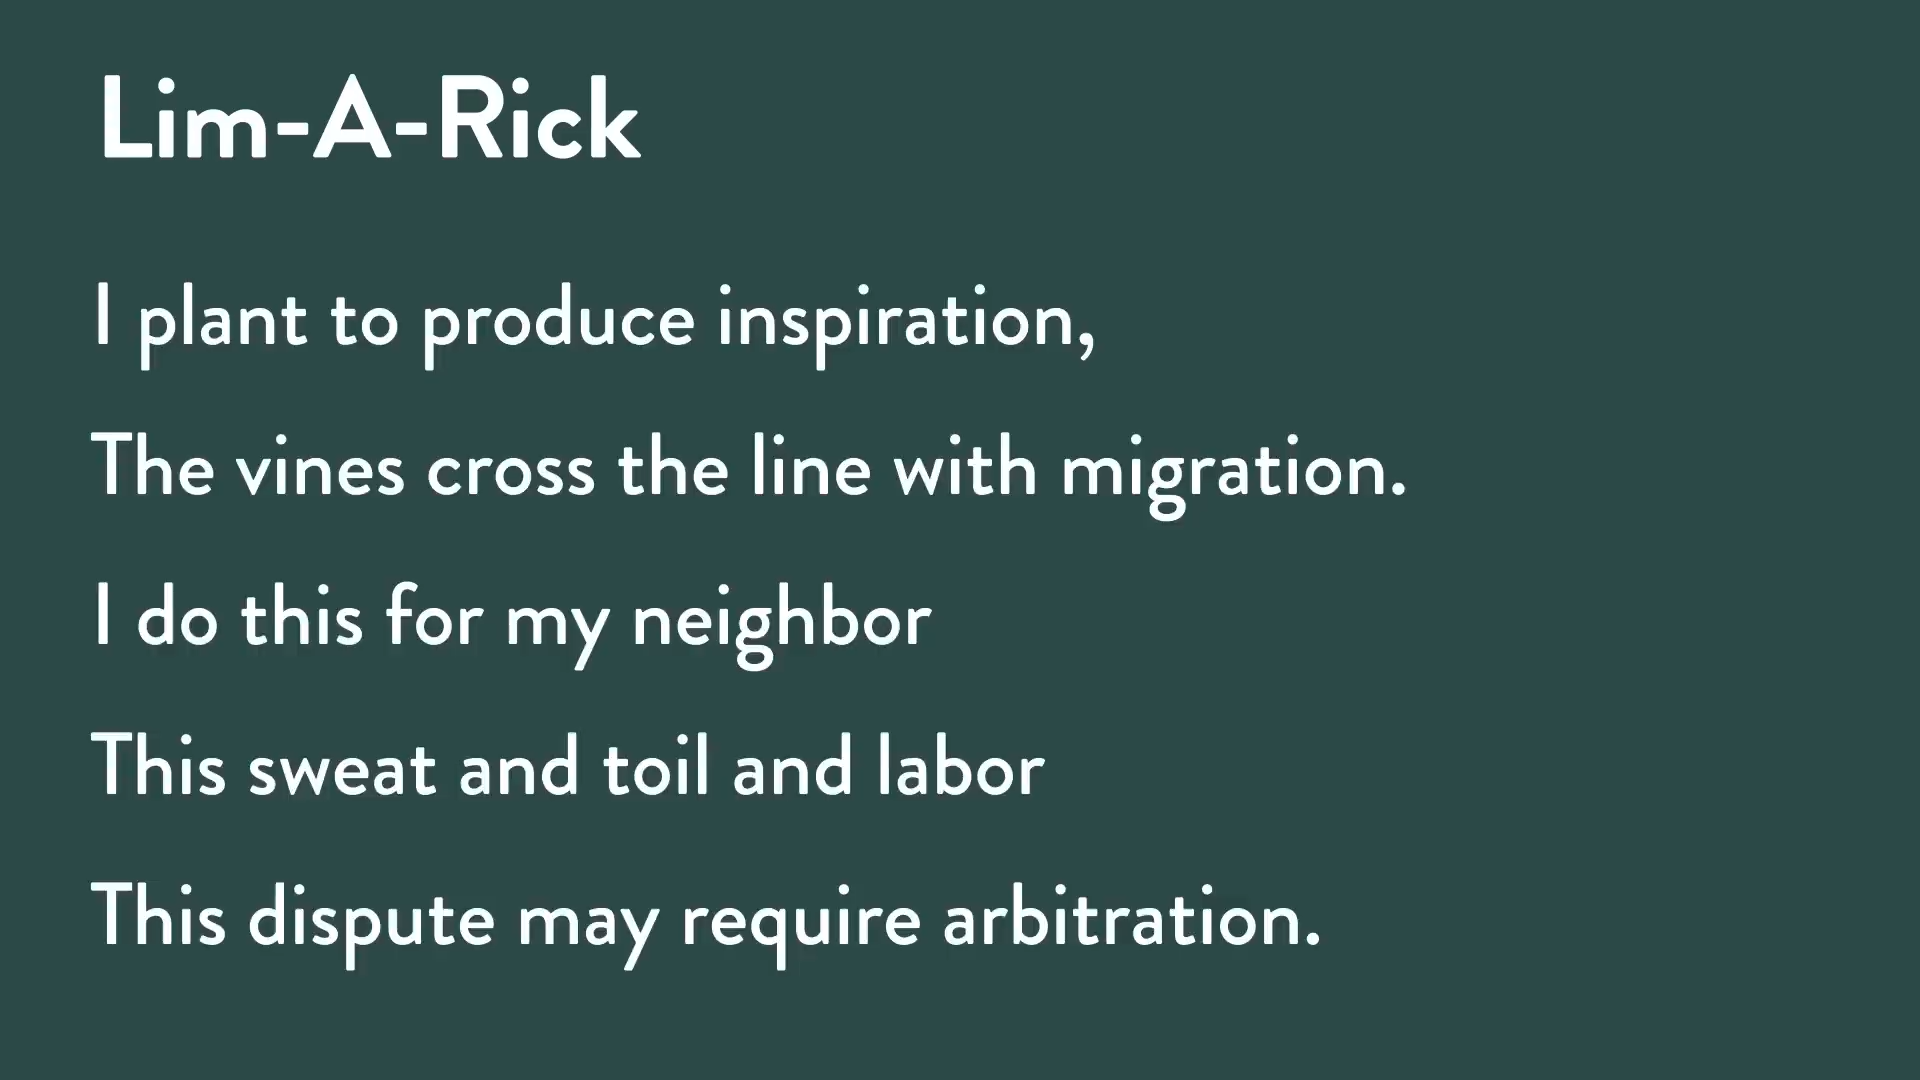 Lim-A-Rick
I plant to produce inspiration,
The vines cross the line with migration.
I do this for my neighbor
This sweat and toil and labor
This dispute may require arbitration.